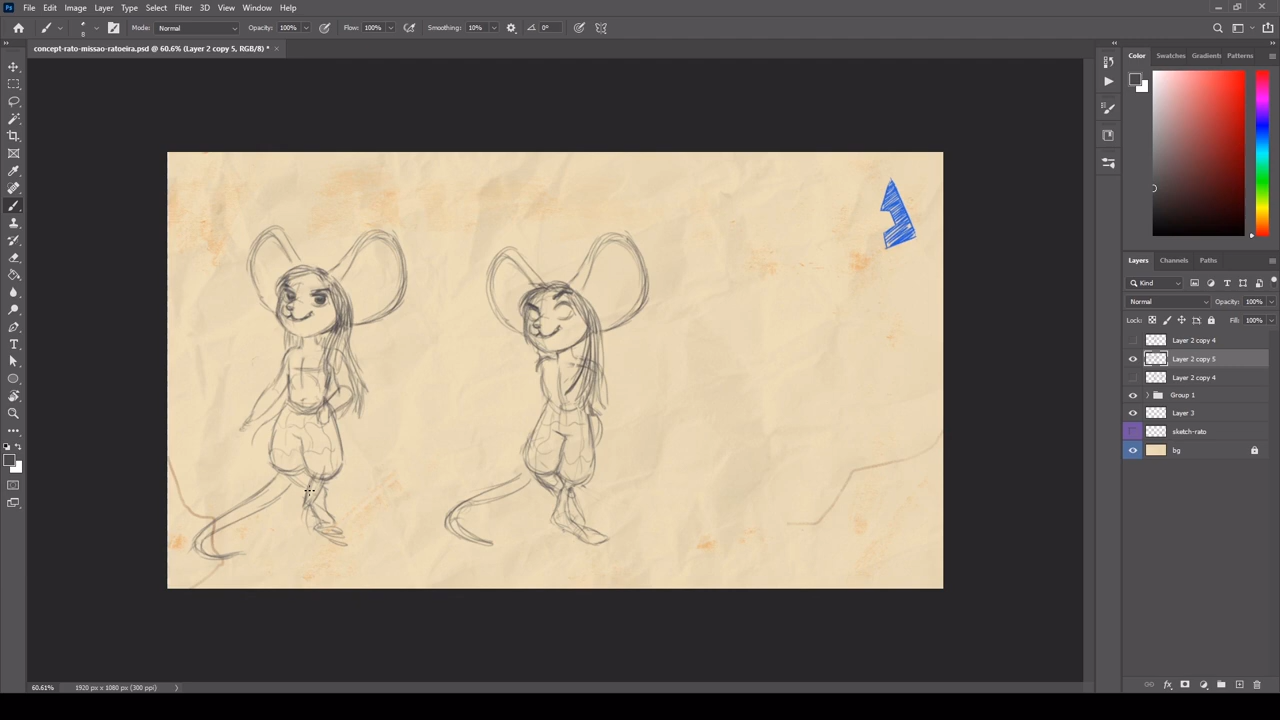 Ps File Edit Image Layer Type Select Filter 3D View Window Help
8 Mode: Normal Opacity: 100% Flow: 100% Smoothing: 10% 0°
concept-rato-missao-ratoeira.psd @ 60.6% (Layer 2 copy 5, RGB/8) *
Color Swatches Gradients Patterns
Layers Channels Paths
Kind
Normal Opacity: 100%
Lock: Fill: 100%
Layer 2 copy 4
Layer 2 copy 5
Layer 2 copy 4
Group 1
Layer 3
sketch-rato
bg
60.61% 1920 px x 1080 px (300 ppi)